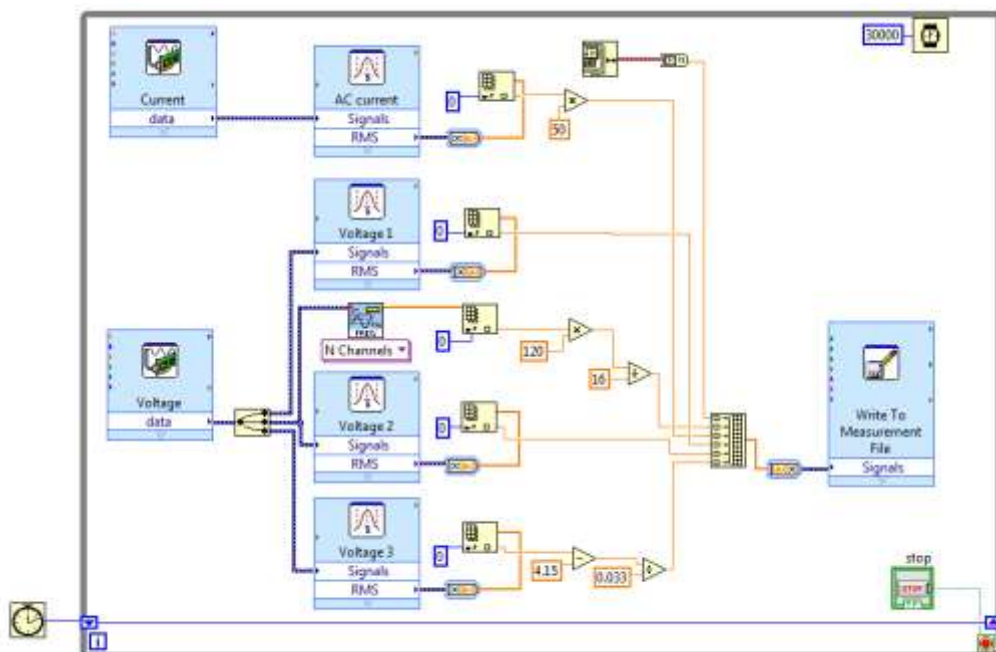 30000
Current
data
AC current
Signals
RMS
0
50
Voltage 1
Signals
RMS
0
FREQ
N Channels
0
120
16
Voltage
data
Voltage 2
Signals
RMS
0
Write To
Measurement
File
Signals
Voltage 3
Signals
RMS
0
4.15
0.033
stop
STOP
i